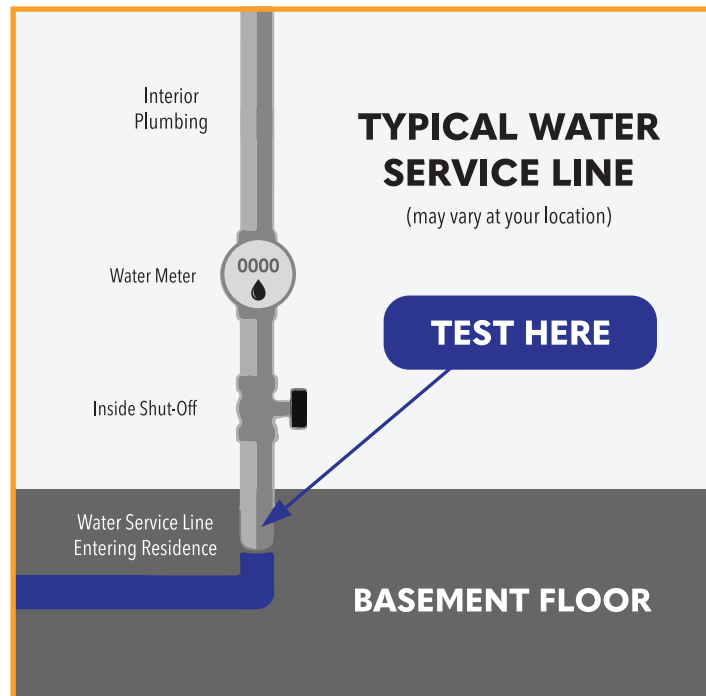 Interior
Plumbing
TYPICAL WATER
SERVICE LINE
(may vary at your location)
Water Meter
0000
TEST HERE
Inside Shut-Off
Water Service Line
Entering Residence
BASEMENT FLOOR